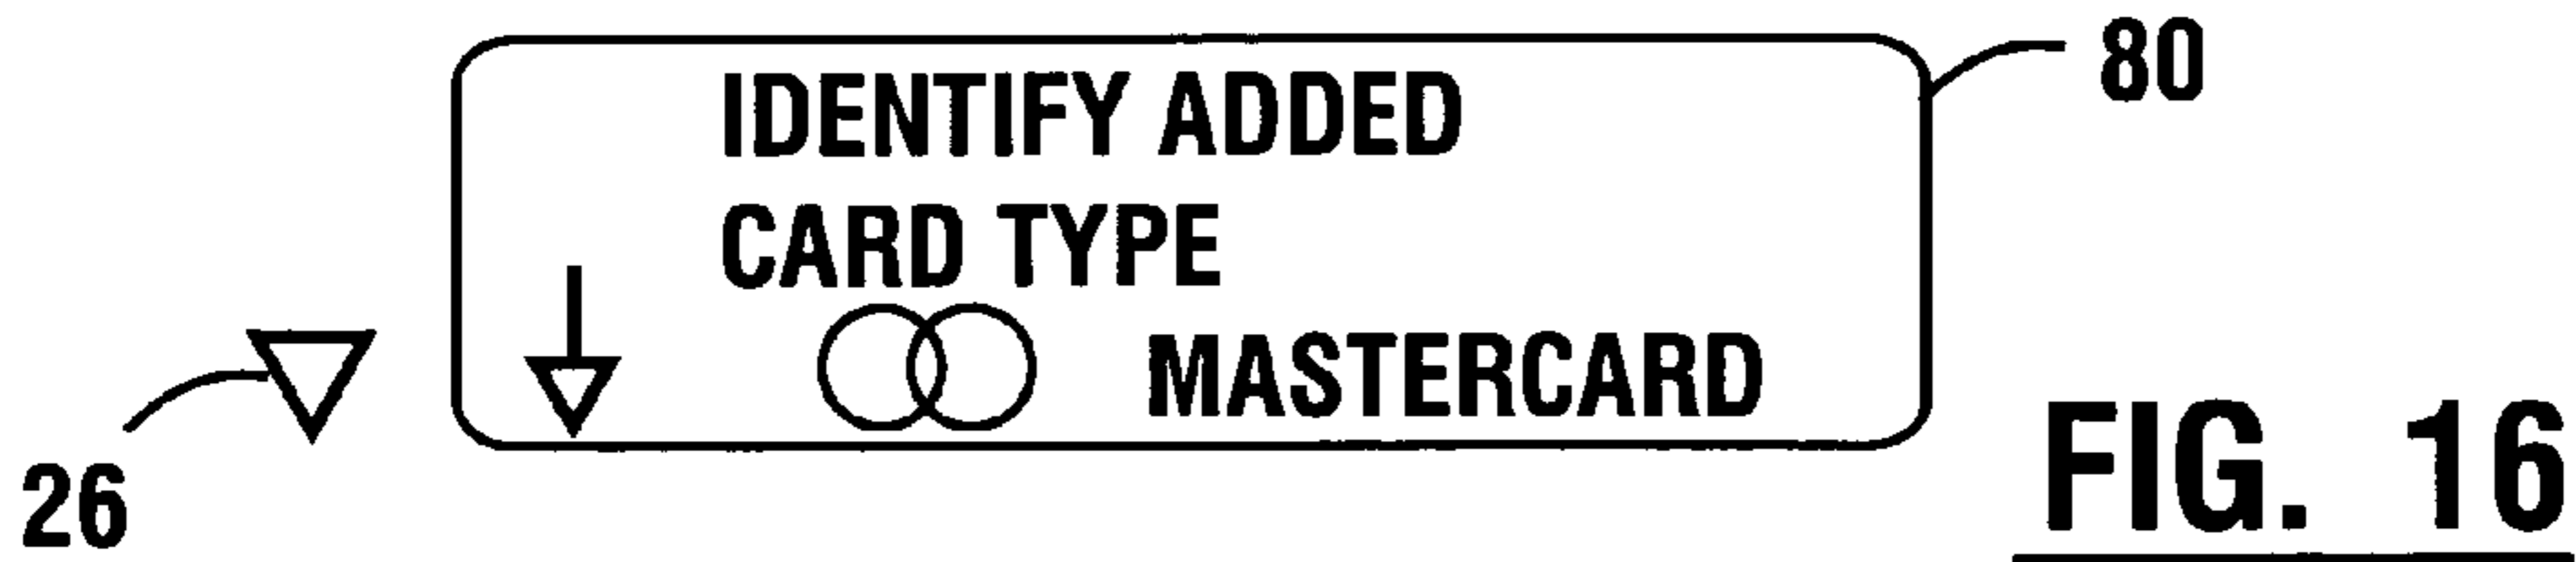 IDENTIFY ADDED
CARD TYPE
MASTERCARD
80
26
FIG. 16